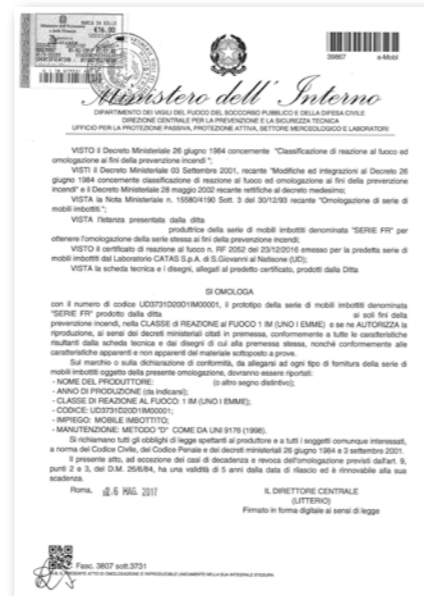 MARCA DA BOLLO
€16,00
39867 e-Mobi
Ministero dell' Interno
DIPARTIMENTO DEI VIGILI DEL FUOCO DEL SOCCORSO PUBBLICO E DELLA DIFESA CIVILE
DIREZIONE CENTRALE PER LA PREVENZIONE E LA SICUREZZA TECNICA
UFFICIO PER LA PROTEZIONE PASSIVA, PROTEZIONE ATTIVA, SETTORE MERCEOLOGICO E LABORATORI
VISTO il Decreto Ministeriale 26 giugno 1984 concernente "Classificazione di reazione al fuoco ed
omologazione ai fini della prevenzione incendi";
VISTI il Decreto Ministeriale 03 Settembre 2001, recante "Modifiche ed integrazioni al Decreto 26
giugno 1984 concernente classificazione di reazione al fuoco ed omologazione ai fini della prevenzione
incendi" e il Decreto Ministeriale 28 maggio 2002 recante rettifiche al decreto medesimo;
VISTA la Nota Ministeriale n. 15580/4190 Sott. 3 del 30/12/93 recante "Omologazione di serie di
mobili imbottiti.";
VISTA l'istanza presentata dalla ditta
produttrice della serie di mobili imbottiti denominata "SERIE FR" per
ottenere l'omologazione della serie stessa ai fini della prevenzione incendi;
VISTO il certificato di reazione al fuoco n. RF 2052 del 23/12/2016 emesso per la predetta serie di
mobili imbottiti dal Laboratorio CATAS S.p.A. di S.Giovanni al Natisone (UD);
VISTA la scheda tecnica e i disegni, allegati al predetto certificato, prodotti dalla Ditta
SI OMOLOGA
con il numero di codice UD3731D20D1IM00001, il prototipo della serie di mobili imbottiti denominata
"SERIE FR" prodotto dalla ditta ai soli fini della
prevenzione incendi, nella CLASSE DI REAZIONE AL FUOCO 1 IM (UNO I EMME) e se ne AUTORIZZA la
riproduzione, ai sensi dei decreti ministeriali citati in premessa, conformemente a tutte le caratteristiche
risultanti dalla scheda tecnica e dai disegni di cui alla premessa stessa, nonché conformemente alle
caratteristiche apparenti e non apparenti del materiale sottoposto a prove.
Sul marchio o sulla dichiarazione di conformità, da allegarsi ad ogni tipo di fornitura della serie di
mobili imbottiti oggetto della presente omologazione, dovranno essere riportati:
- NOME DEL PRODUTTORE: (o altro segno distintivo);
- ANNO DI PRODUZIONE (da Indicarsi);
- CLASSE DI REAZIONE AL FUOCO: 1 IM (UNO I EMME);
- CODICE: UD3731D20D1IM00001;
- IMPIEGO: MOBILE IMBOTTITO;
- MANUTENZIONE: METODO "D" COME DA UNI 9176 (1998).
Si richiamano tutti gli obblighi di legge spettanti al produttore e a tutti i soggetti comunque interessati,
a norma del Codice Civile, del Codice Penale e dei decreti ministeriali 26 giugno 1984 e 3 settembre 2001.
Il presente atto, ad eccezione dei casi di decadenza e revoca dell'omologazione previsti dall'art. 9,
punti 2 e 3, del D.M. 26/6/84, ha una validità di 5 anni dalla data di rilascio ed è rinnovabile alla sua
scadenza.
Roma, 26 MAG. 2017
IL DIRETTORE CENTRALE
(LITTERIO)
Firmato in forma digitale ai sensi di legge
Fasc. 3807 sott.3731
IL PRESENTE ATTO DI OMOLOGAZIONE E' RIPRODUCIBILE UNICAMENTE NELLA SUA INTEGRALE STESURA